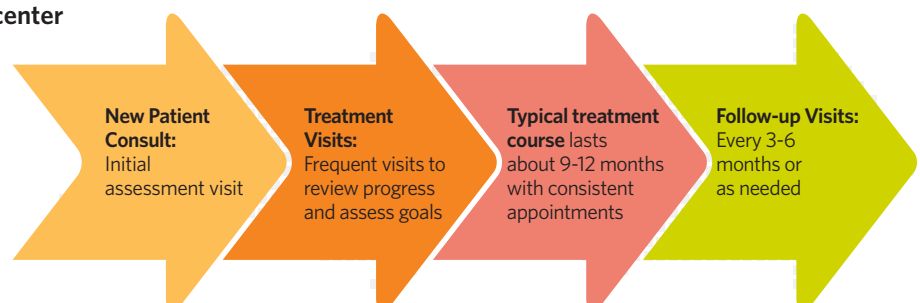 center
New Patient
Consult:
Initial
assessment visit
Treatment
Visits:
Frequent visits to
review progress
and assess goals
Typical treatment
course lasts
about 9-12 months
with consistent
appointments
Follow-up Visits:
Every 3-6
months or
as needed